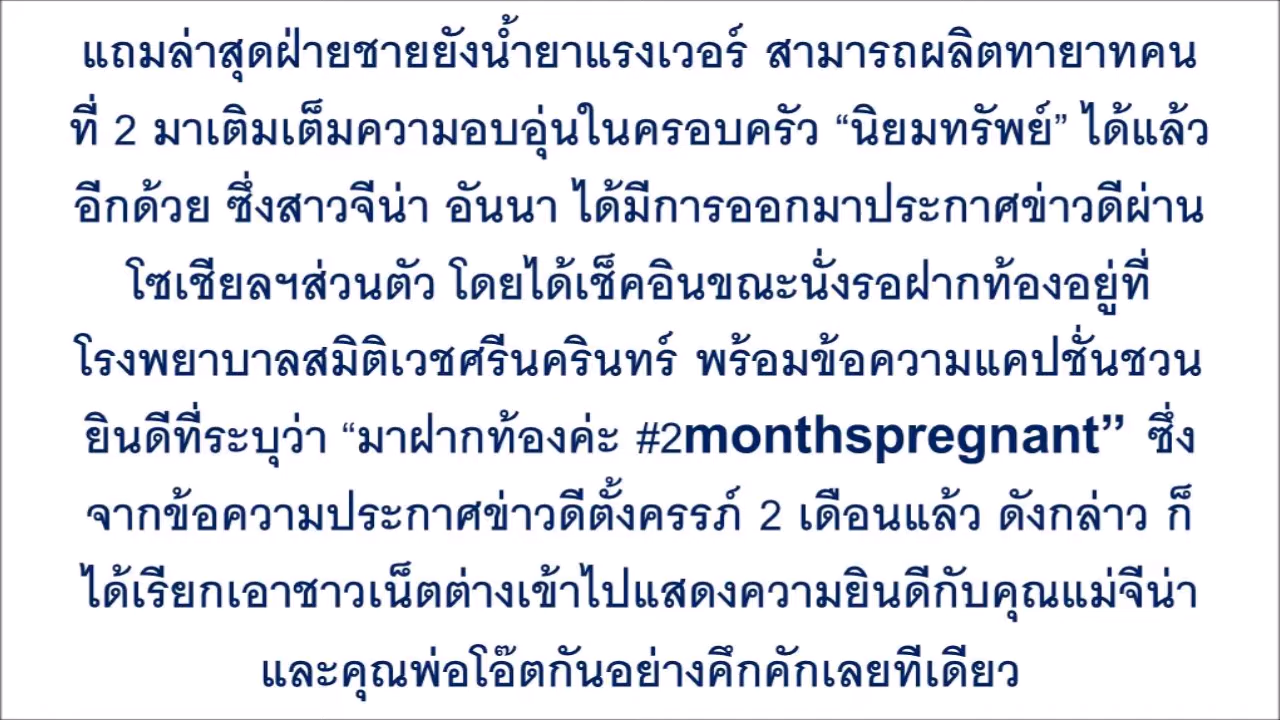 แถมล่าสุดฝ่ายชายยังน้ำยาแรงเวอร์ สามารถผลิตทายาทคน
ที่ 2 มาเติมเต็มความอบอุ่นในครอบครัว “นิยมทรัพย์” ได้แล้ว
อีกด้วย ซึ่งสาวจีน่า อันนา ได้มีการออกมาประกาศข่าวดีผ่าน
โซเชียลฯส่วนตัว โดยได้เช็คอินขณะนั่งรอฝากท้องอยู่ที่
โรงพยาบาลสมิติเวชศรีนครินทร์ พร้อมข้อความแคปชั่นชวน
ยินดีที่ระบุว่า “มาฝากท้องค่ะ #2monthspregnant” ซึ่ง
จากข้อความประกาศข่าวดีตั้งครรภ์ 2 เดือนแล้ว ดังกล่าว ก็
ได้เรียกเอาชาวเน็ตต่างเข้าไปแสดงความยินดีกับคุณแม่จีน่า
และคุณพ่อโอ๊ตกันอย่างคึกคักเลยทีเดียว